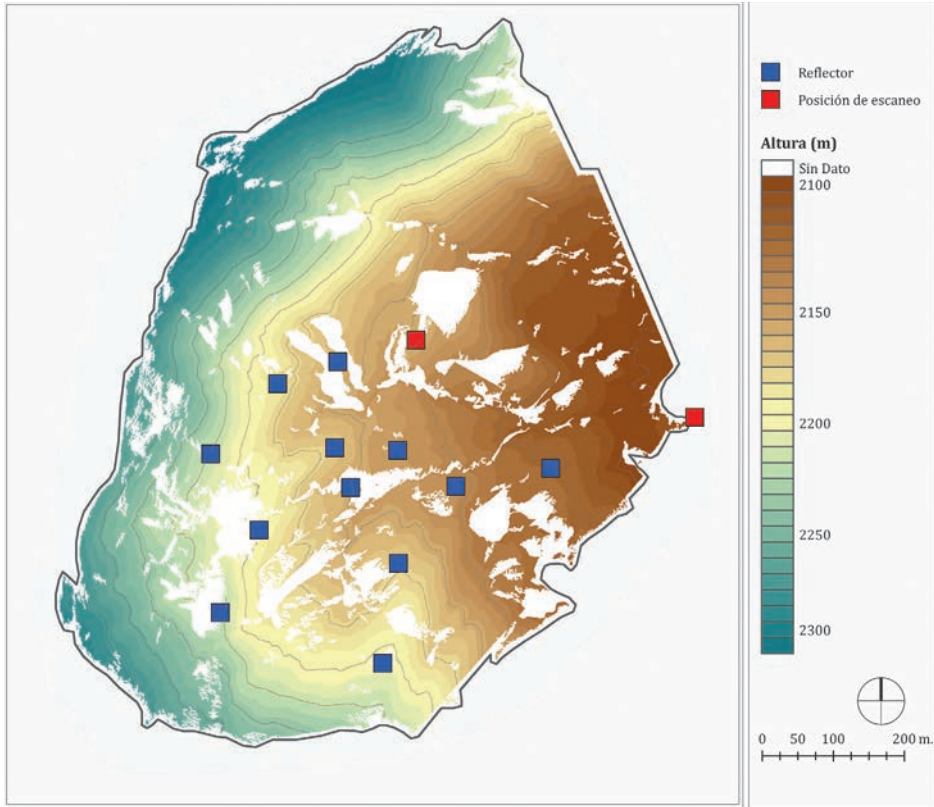 Reflector
Posición de escaneo
Altura (m)
Sin Dato
2100
2150
2200
2250
2300
0 50 100 200 m.